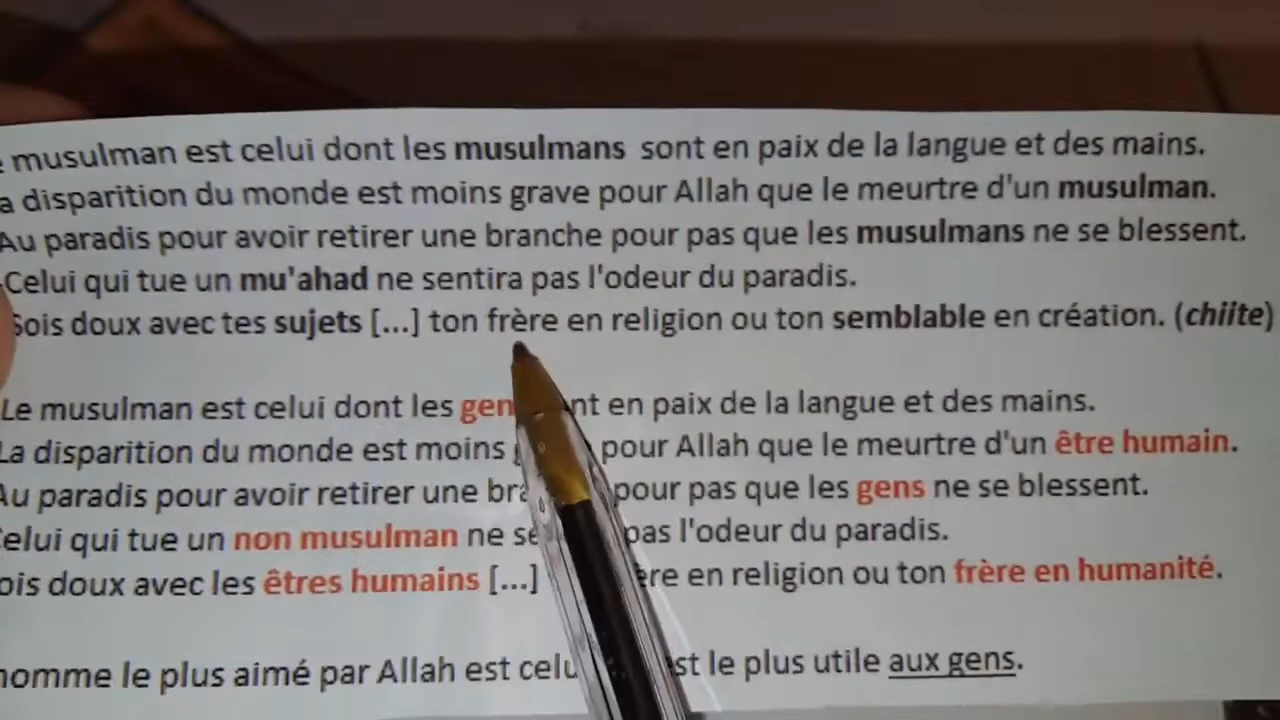 musulman est celui dont les musulmans sont en paix de la langue et des mains.
a disparition du monde est moins grave pour Allah que le meurtre d'un musulman.
Au paradis pour avoir retirer une branche pour pas que les musulmans ne se blessent.
Celui qui tue un mu'ahad ne sentira pas l'odeur du paradis.
Sois doux avec tes sujets [...] ton frère en religion ou ton semblable en création. (chiite)
Le musulman est celui dont les gen nt en paix de la langue et des mains.
La disparition du monde est moins pour Allah que le meurtre d'un être humain.
Au paradis pour avoir retirer une bra pour pas que les gens ne se blessent.
elui qui tue un non musulman ne se pas l'odeur du paradis.
ois doux avec les êtres humains [...] ère en religion ou ton frère en humanité.
homme le plus aimé par Allah est celu st le plus utile aux gens.